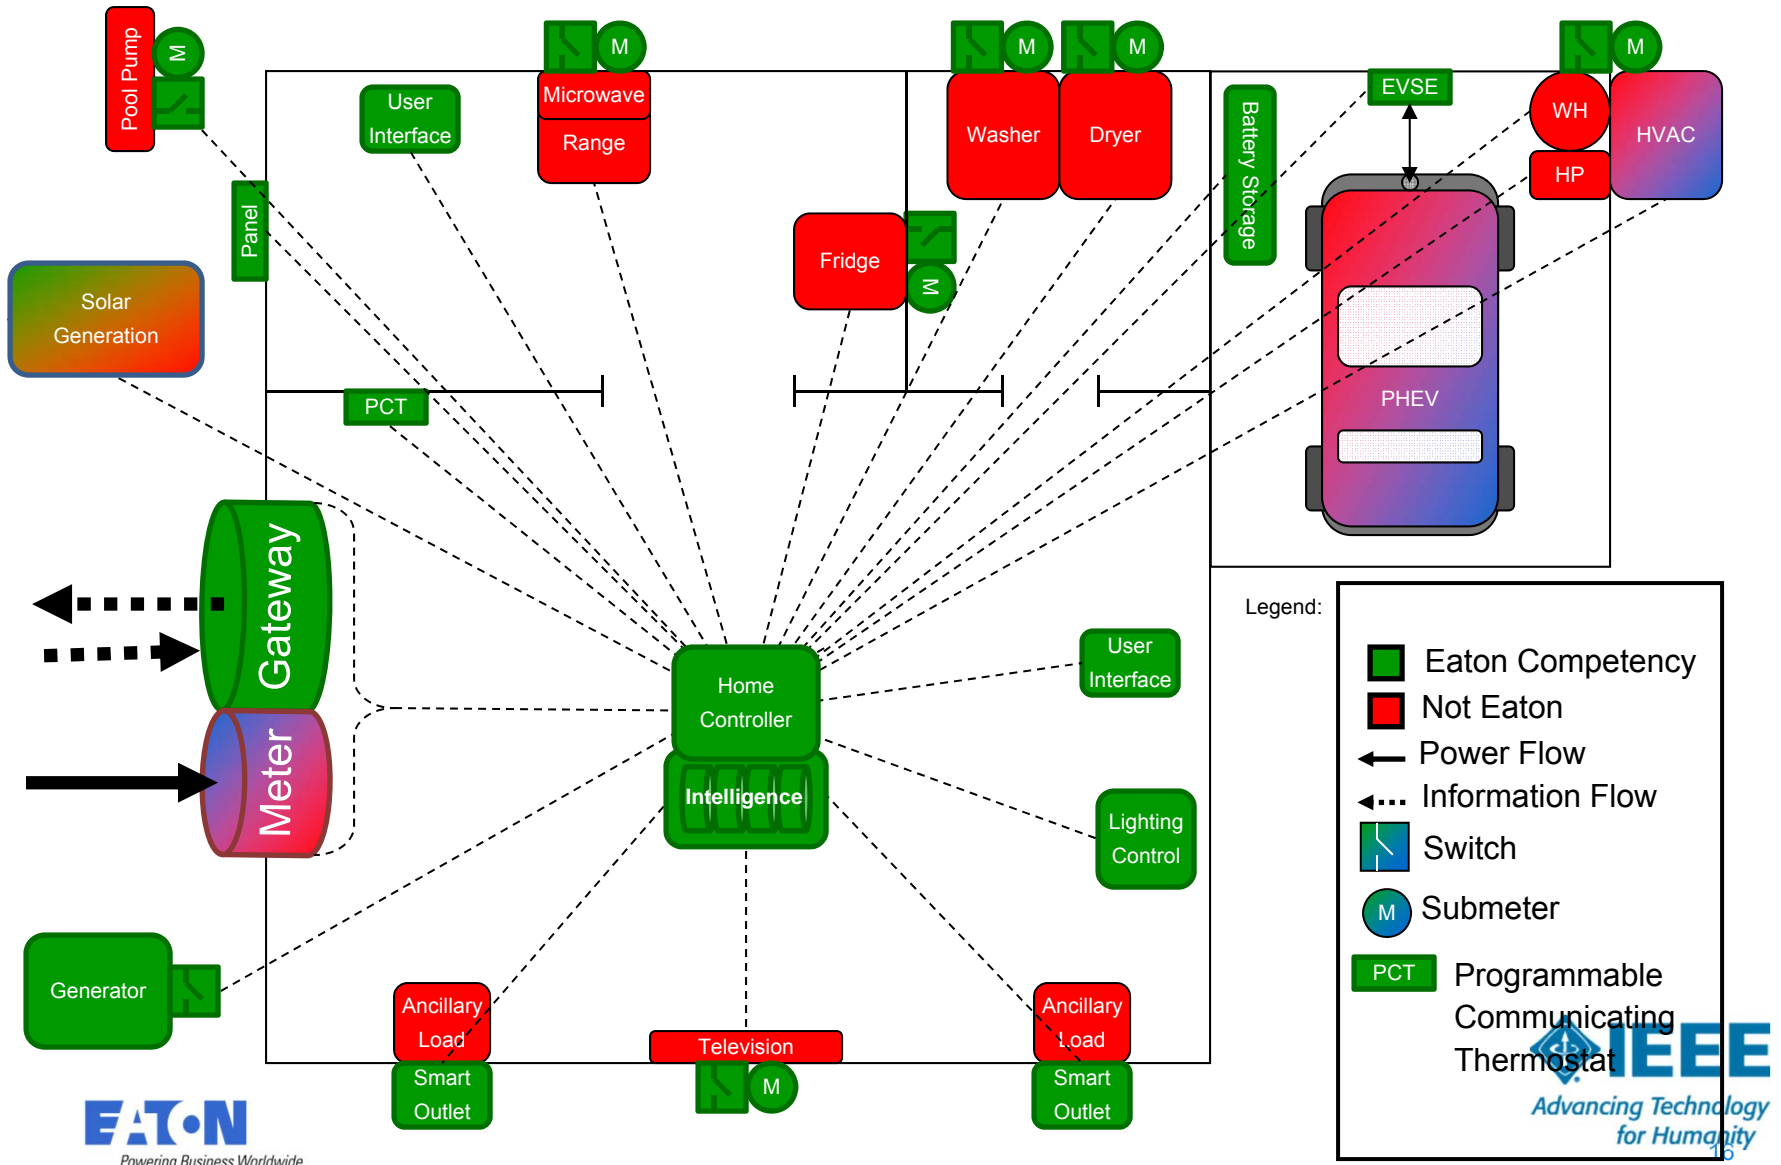 Pool Pump
M
User
Interface
Microwave
Range
M
Washer
M
Dryer
M
Fridge
M
Battery Storage
EVSE
PHEV
WH
HP
HVAC
M
Panel
Solar
Generation
PCT
Gateway
Meter
Home
Controller
Intelligence
User
Interface
Lighting
Control
Generator
Ancillary
Load
Smart
Outlet
Television
M
Ancillary
Load
Smart
Outlet
Legend:
Eaton Competency
Not Eaton
Power Flow
Information Flow
Switch
M
Submeter
PCT
Programmable
Communicating
Thermostat
EATON
Powering Business Worldwide
IEEE
Advancing Technology
for Humanity
16